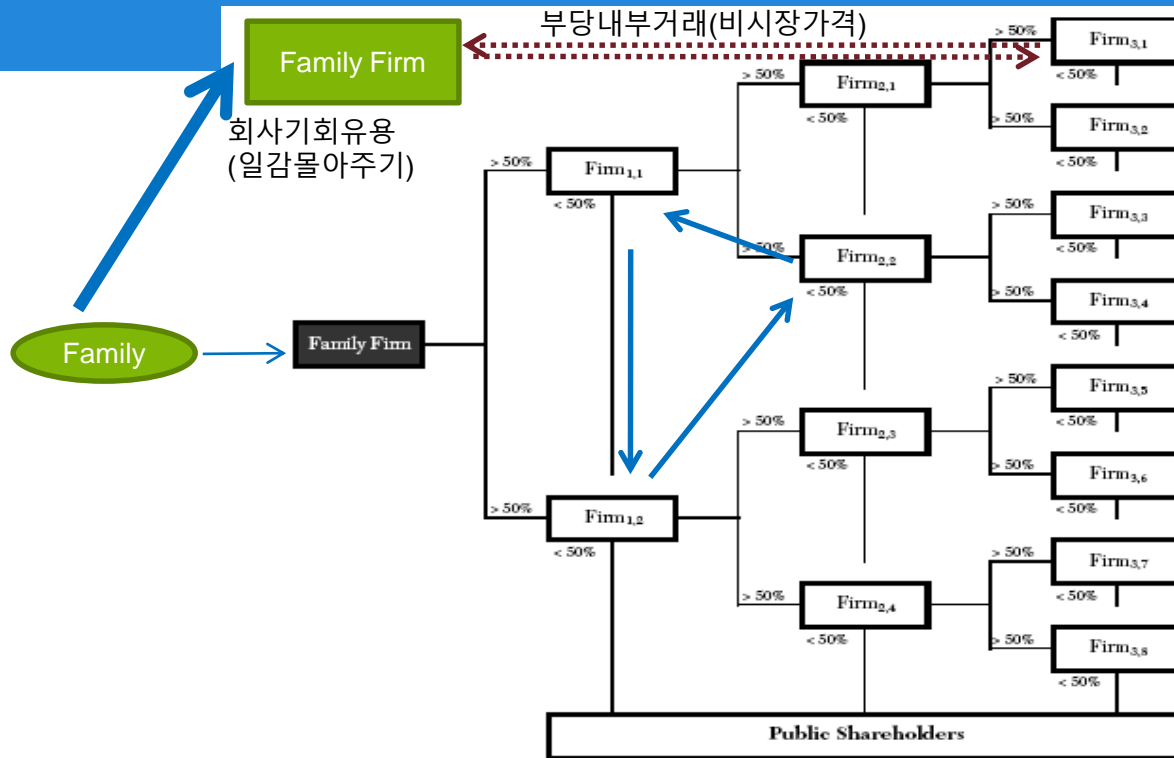 부당내부거래(비시장가격)
Family Firm
회사기회유용
(일감몰아주기)
Family
Family Firm
> 50%
Firm1,1
< 50%
> 50%
Firm1,2
< 50%
> 50%
Firm2,1
< 50%
> 50%
Firm2,2
< 50%
> 50%
Firm2,3
< 50%
> 50%
Firm2,4
< 50%
> 50%
Firm3,1
< 50%
> 50%
Firm3,2
< 50%
> 50%
Firm3,3
< 50%
> 50%
Firm3,4
< 50%
> 50%
Firm3,5
< 50%
> 50%
Firm3,6
< 50%
> 50%
Firm3,7
< 50%
> 50%
Firm3,8
< 50%
Public Shareholders